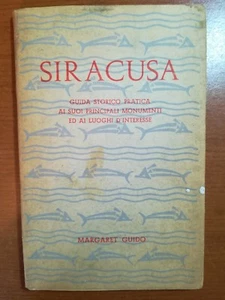 SIRACUSA
GUIDA STORICO PRATICA
AI SUOI PRINCIPALI MONUMENTI
ED AI LUOGHI D'INTERESSE
MARGARET GUIDO